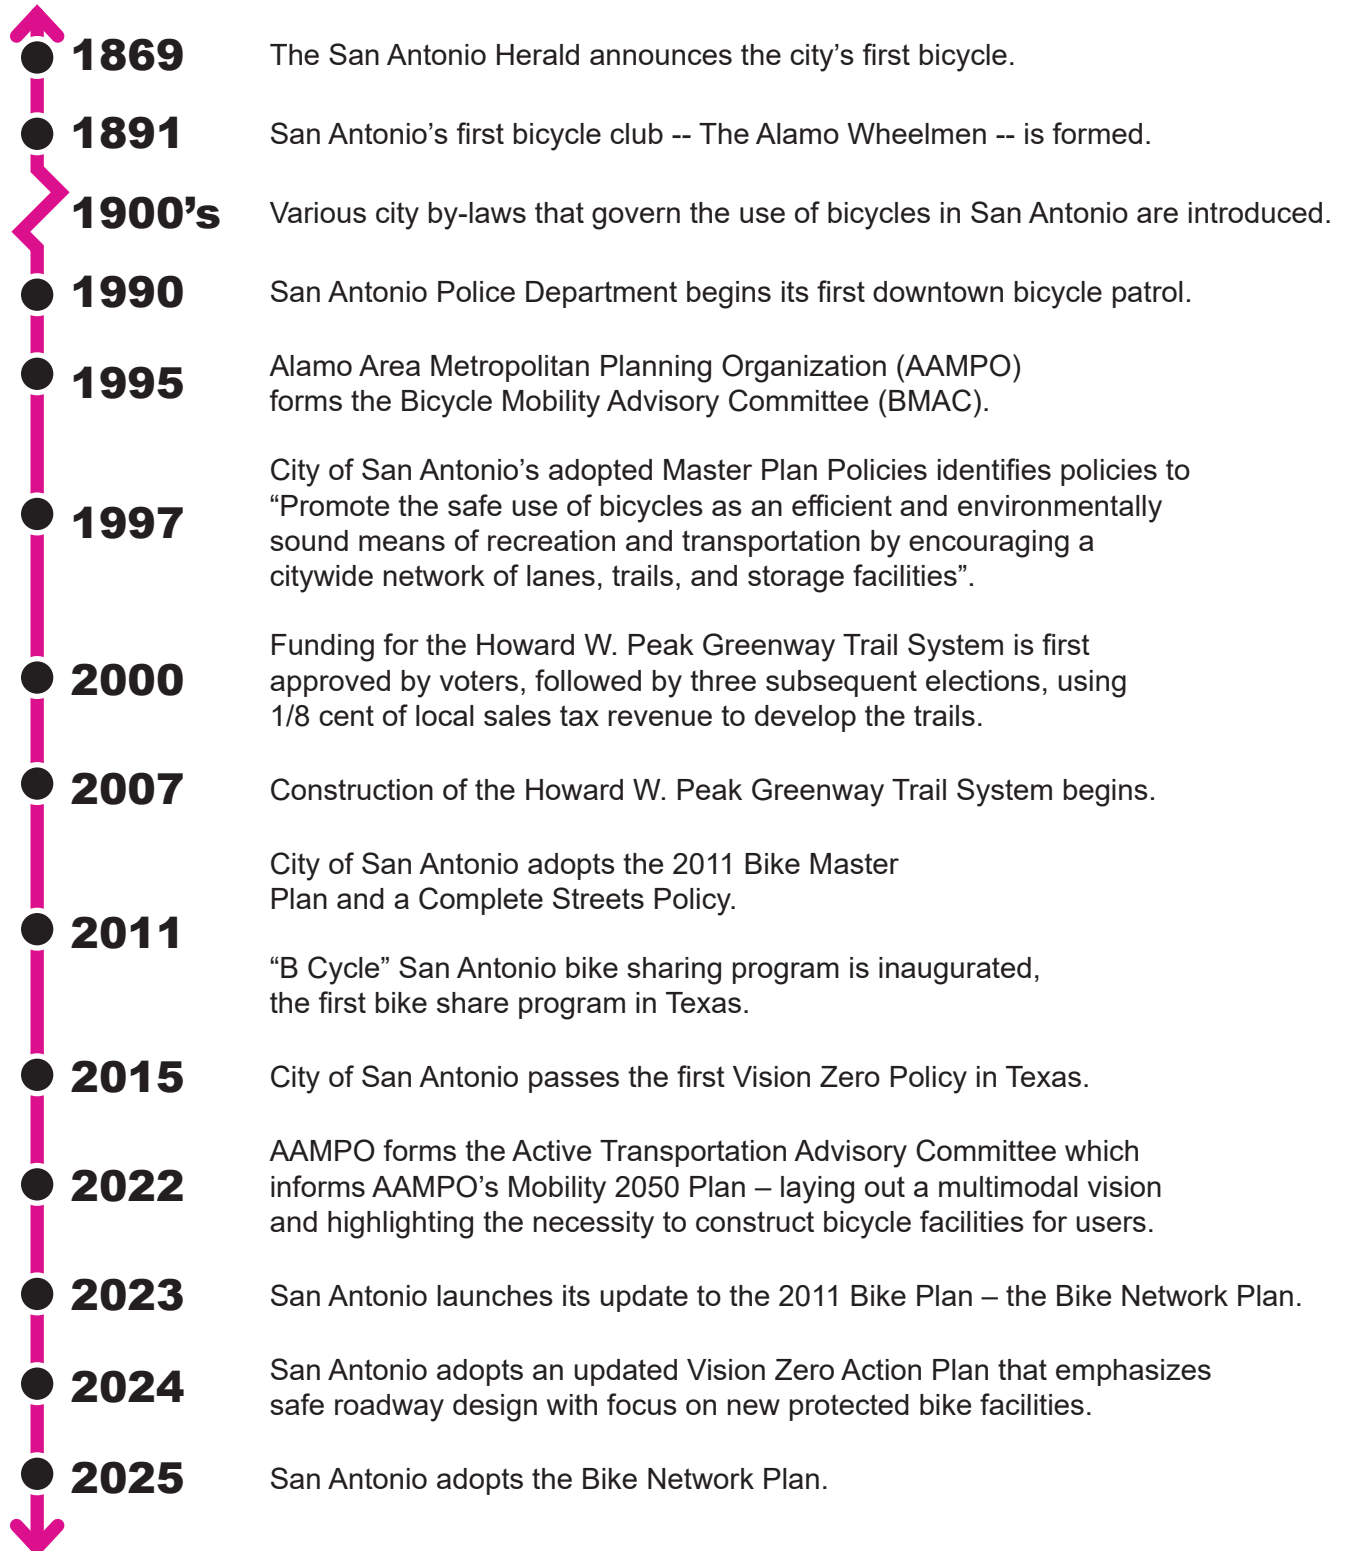 1869
The San Antonio Herald announces the city’s first bicycle.
1891
San Antonio’s first bicycle club -- The Alamo Wheelmen -- is formed.
1900’s
Various city by-laws that govern the use of bicycles in San Antonio are introduced.
1990
San Antonio Police Department begins its first downtown bicycle patrol.
1995
Alamo Area Metropolitan Planning Organization (AAMPO)
forms the Bicycle Mobility Advisory Committee (BMAC).
1997
City of San Antonio’s adopted Master Plan Policies identifies policies to
“Promote the safe use of bicycles as an efficient and environmentally
sound means of recreation and transportation by encouraging a
citywide network of lanes, trails, and storage facilities”.
2000
Funding for the Howard W. Peak Greenway Trail System is first
approved by voters, followed by three subsequent elections, using
1/8 cent of local sales tax revenue to develop the trails.
2007
Construction of the Howard W. Peak Greenway Trail System begins.
2011
City of San Antonio adopts the 2011 Bike Master
Plan and a Complete Streets Policy.
“B Cycle” San Antonio bike sharing program is inaugurated,
the first bike share program in Texas.
2015
City of San Antonio passes the first Vision Zero Policy in Texas.
2022
AAMPO forms the Active Transportation Advisory Committee which
informs AAMPO’s Mobility 2050 Plan – laying out a multimodal vision
and highlighting the necessity to construct bicycle facilities for users.
2023
San Antonio launches its update to the 2011 Bike Plan – the Bike Network Plan.
2024
San Antonio adopts an updated Vision Zero Action Plan that emphasizes
safe roadway design with focus on new protected bike facilities.
2025
San Antonio adopts the Bike Network Plan.